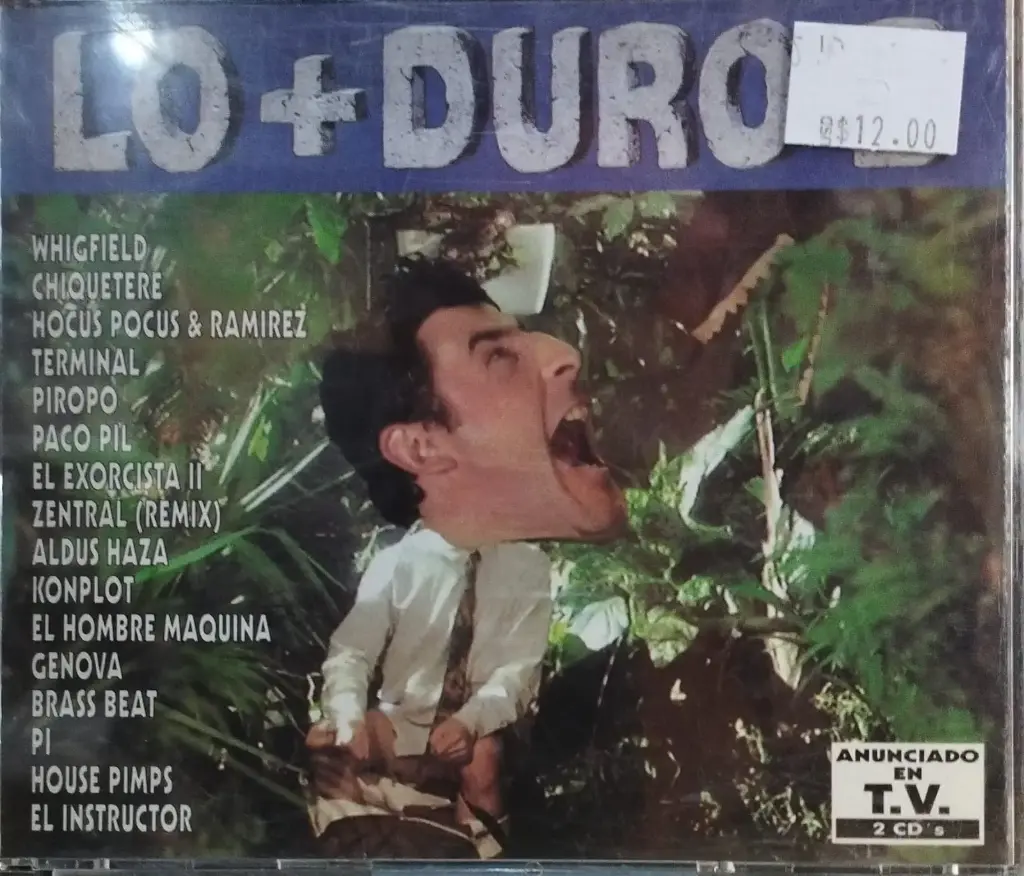 LO + DURO
R$12.00
WHIGFIELD
CHIQUETERE
HOCUS POCUS & RAMIREZ
TERMINAL
PIROPO
PACO PIL
EL EXORCISTA II
ZENTRAL (REMIX)
ALDUS HAZA
KONPLOT
EL HOMBRE MAQUINA
GENOVA
BRASS BEAT
PI
HOUSE PIMPS
EL INSTRUCTOR
ANUNCIADO
EN
T.V.
2 CD´s